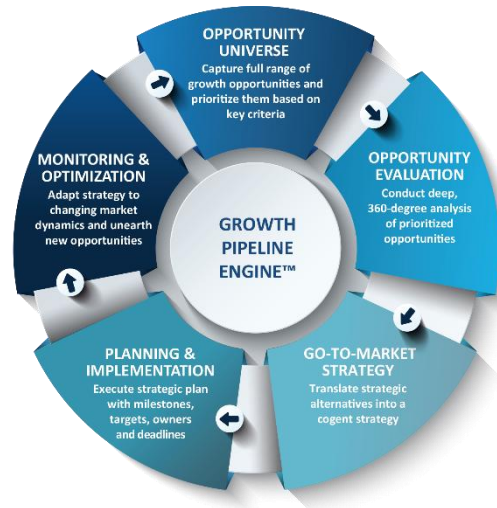 OPPORTUNITY
UNIVERSE
Capture full range of
growth opportunities and
prioritize them based on
key criteria
OPPORTUNITY
EVALUATION
Conduct deep,
360-degree analysis
of prioritized
opportunities
GO-TO-MARKET
STRATEGY
Translate strategic
alternatives into a
cogent strategy
PLANNING &
IMPLEMENTATION
Execute strategic plan
with milestones,
targets, owners
and deadlines
MONITORING &
OPTIMIZATION
Adapt strategy to
changing market
dynamics and unearth
new opportunities
GROWTH
PIPELINE
ENGINE™